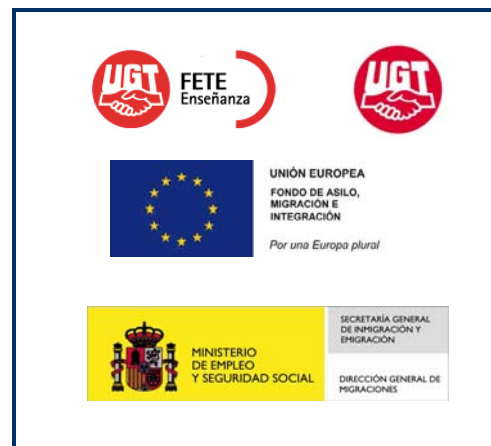 UGT
FETE
Enseñanza
UGT
UNIÓN EUROPEA
FONDO DE ASILO,
MIGRACIÓN E
INTEGRACIÓN
Por una Europa plural
MINISTERIO
DE EMPLEO
Y SEGURIDAD SOCIAL
SECRETARÍA GENERAL
DE INMIGRACIÓN Y
EMIGRACIÓN
DIRECCIÓN GENERAL DE
MIGRACIONES